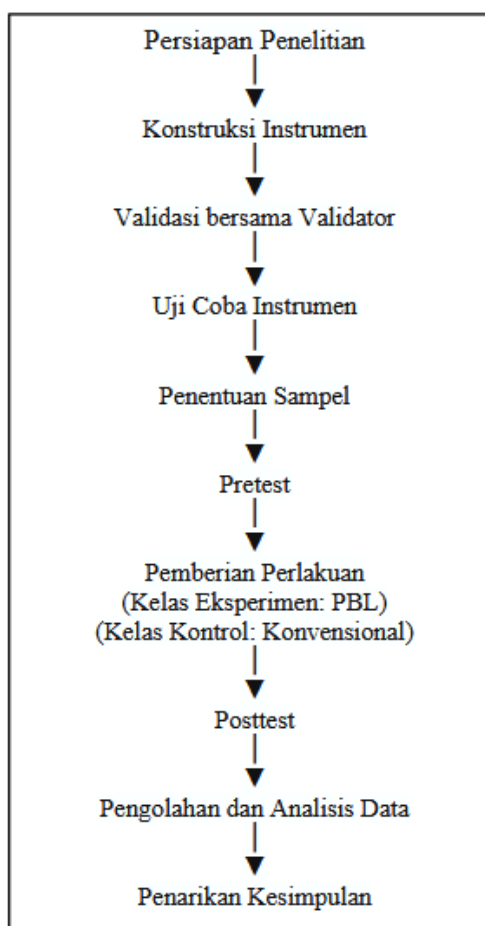 Persiapan Penelitian
Konstruksi Instrumen
Validasi bersama Validator
Uji Coba Instrumen
Penentuan Sampel
Pretest
Pemberian Perlakuan
(Kelas Eksperimen: PBL)
(Kelas Kontrol: Konvensional)
Posttest
Pengolahan dan Analisis Data
Penarikan Kesimpulan